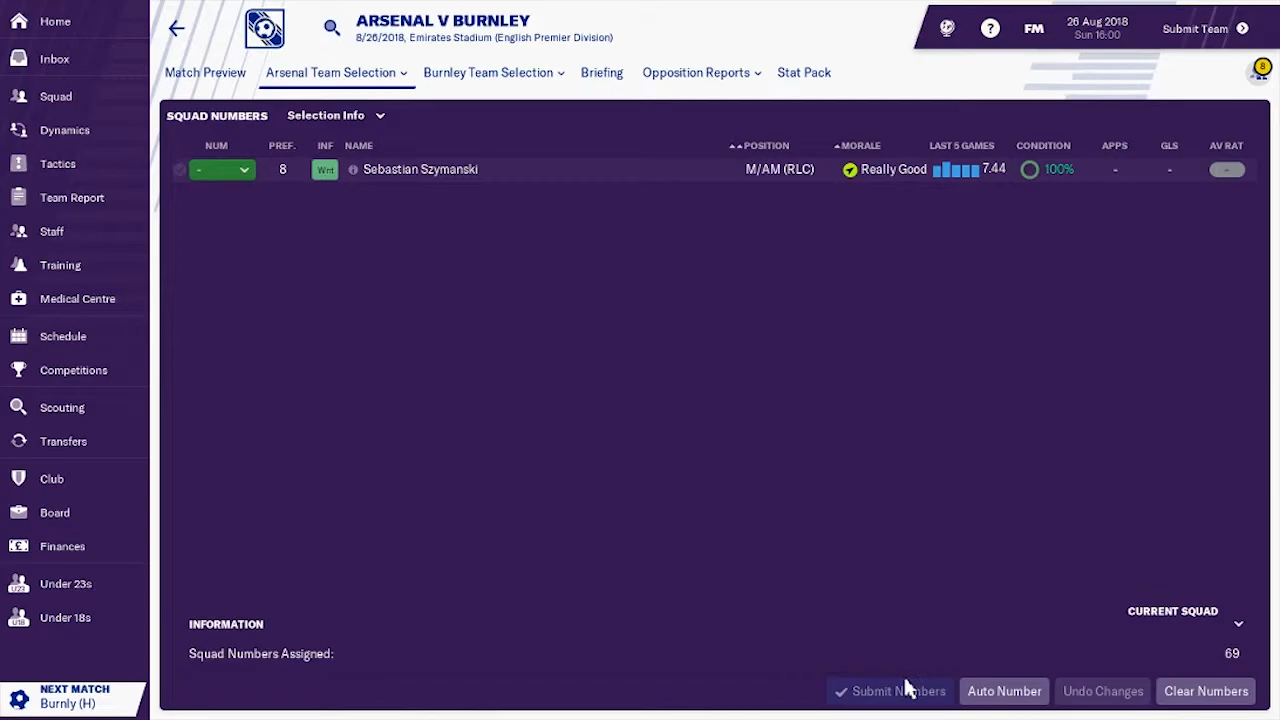 Home
Inbox
Squad
Dynamics
Tactics
Team Report
Staff
Training
Medical Centre
Schedule
Competitions
Scouting
Transfers
Club
Board
Finances
U23 Under 23s
U18 Under 18s
NEXT MATCH
Burnly (H)
ARSENAL V BURNLEY
8/26/2018, Emirates Stadium (English Premier Division)
? FM 26 Aug 2018 Submit Team
Sun 16:00
8
Match Preview Arsenal Team Selection Burnley Team Selection Briefing Opposition Reports Stat Pack
SQUAD NUMBERS Selection Info
NUM PREF. INF NAME POSITION MORALE LAST 5 GAMES CONDITION APPS GLS AV RAT
- 8 Wnt Sebastian Szymanski M/AM (RLC) Really Good 7.44 100% - - -
CURRENT SQUAD
INFORMATION
Squad Numbers Assigned: 69
Submit Numbers Auto Number Undo Changes Clear Numbers